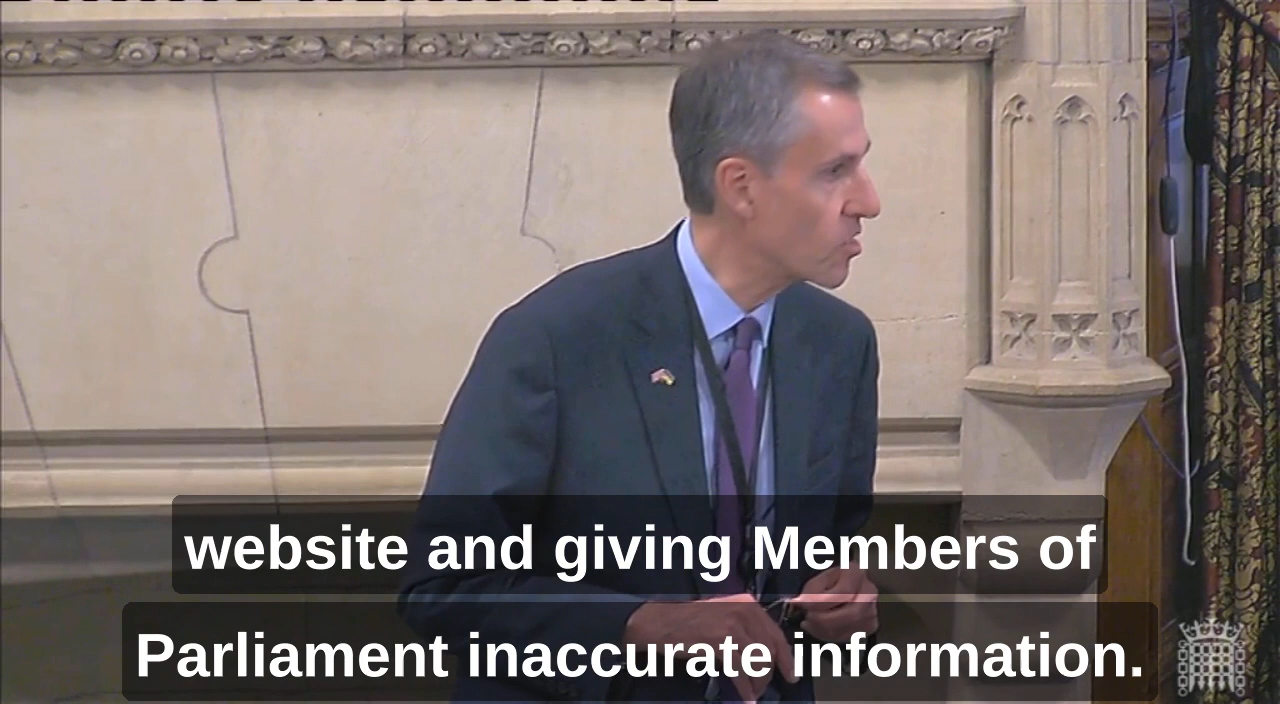 website and giving Members of
Parliament inaccurate information.